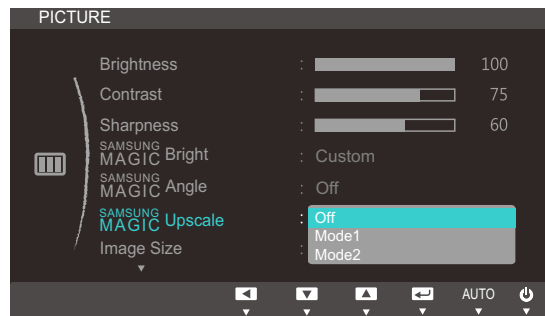 PICTURE
Brightness : 100
Contrast : 75
Sharpness : 60
SAMSUNG MAGIC Bright : Custom
SAMSUNG MAGIC Angle : Off
SAMSUNG MAGIC Upscale : Off
Mode1
Image Size : Mode2
AUTO